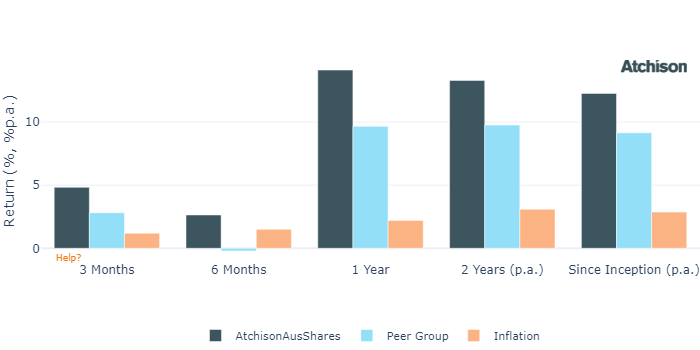 Atchison
Return (%, %p.a.)
10
5
0
Help?
3 Months
6 Months
1 Year
2 Years (p.a.)
Since Inception (p.a.)
AtchisonAusShares
Peer Group
Inflation